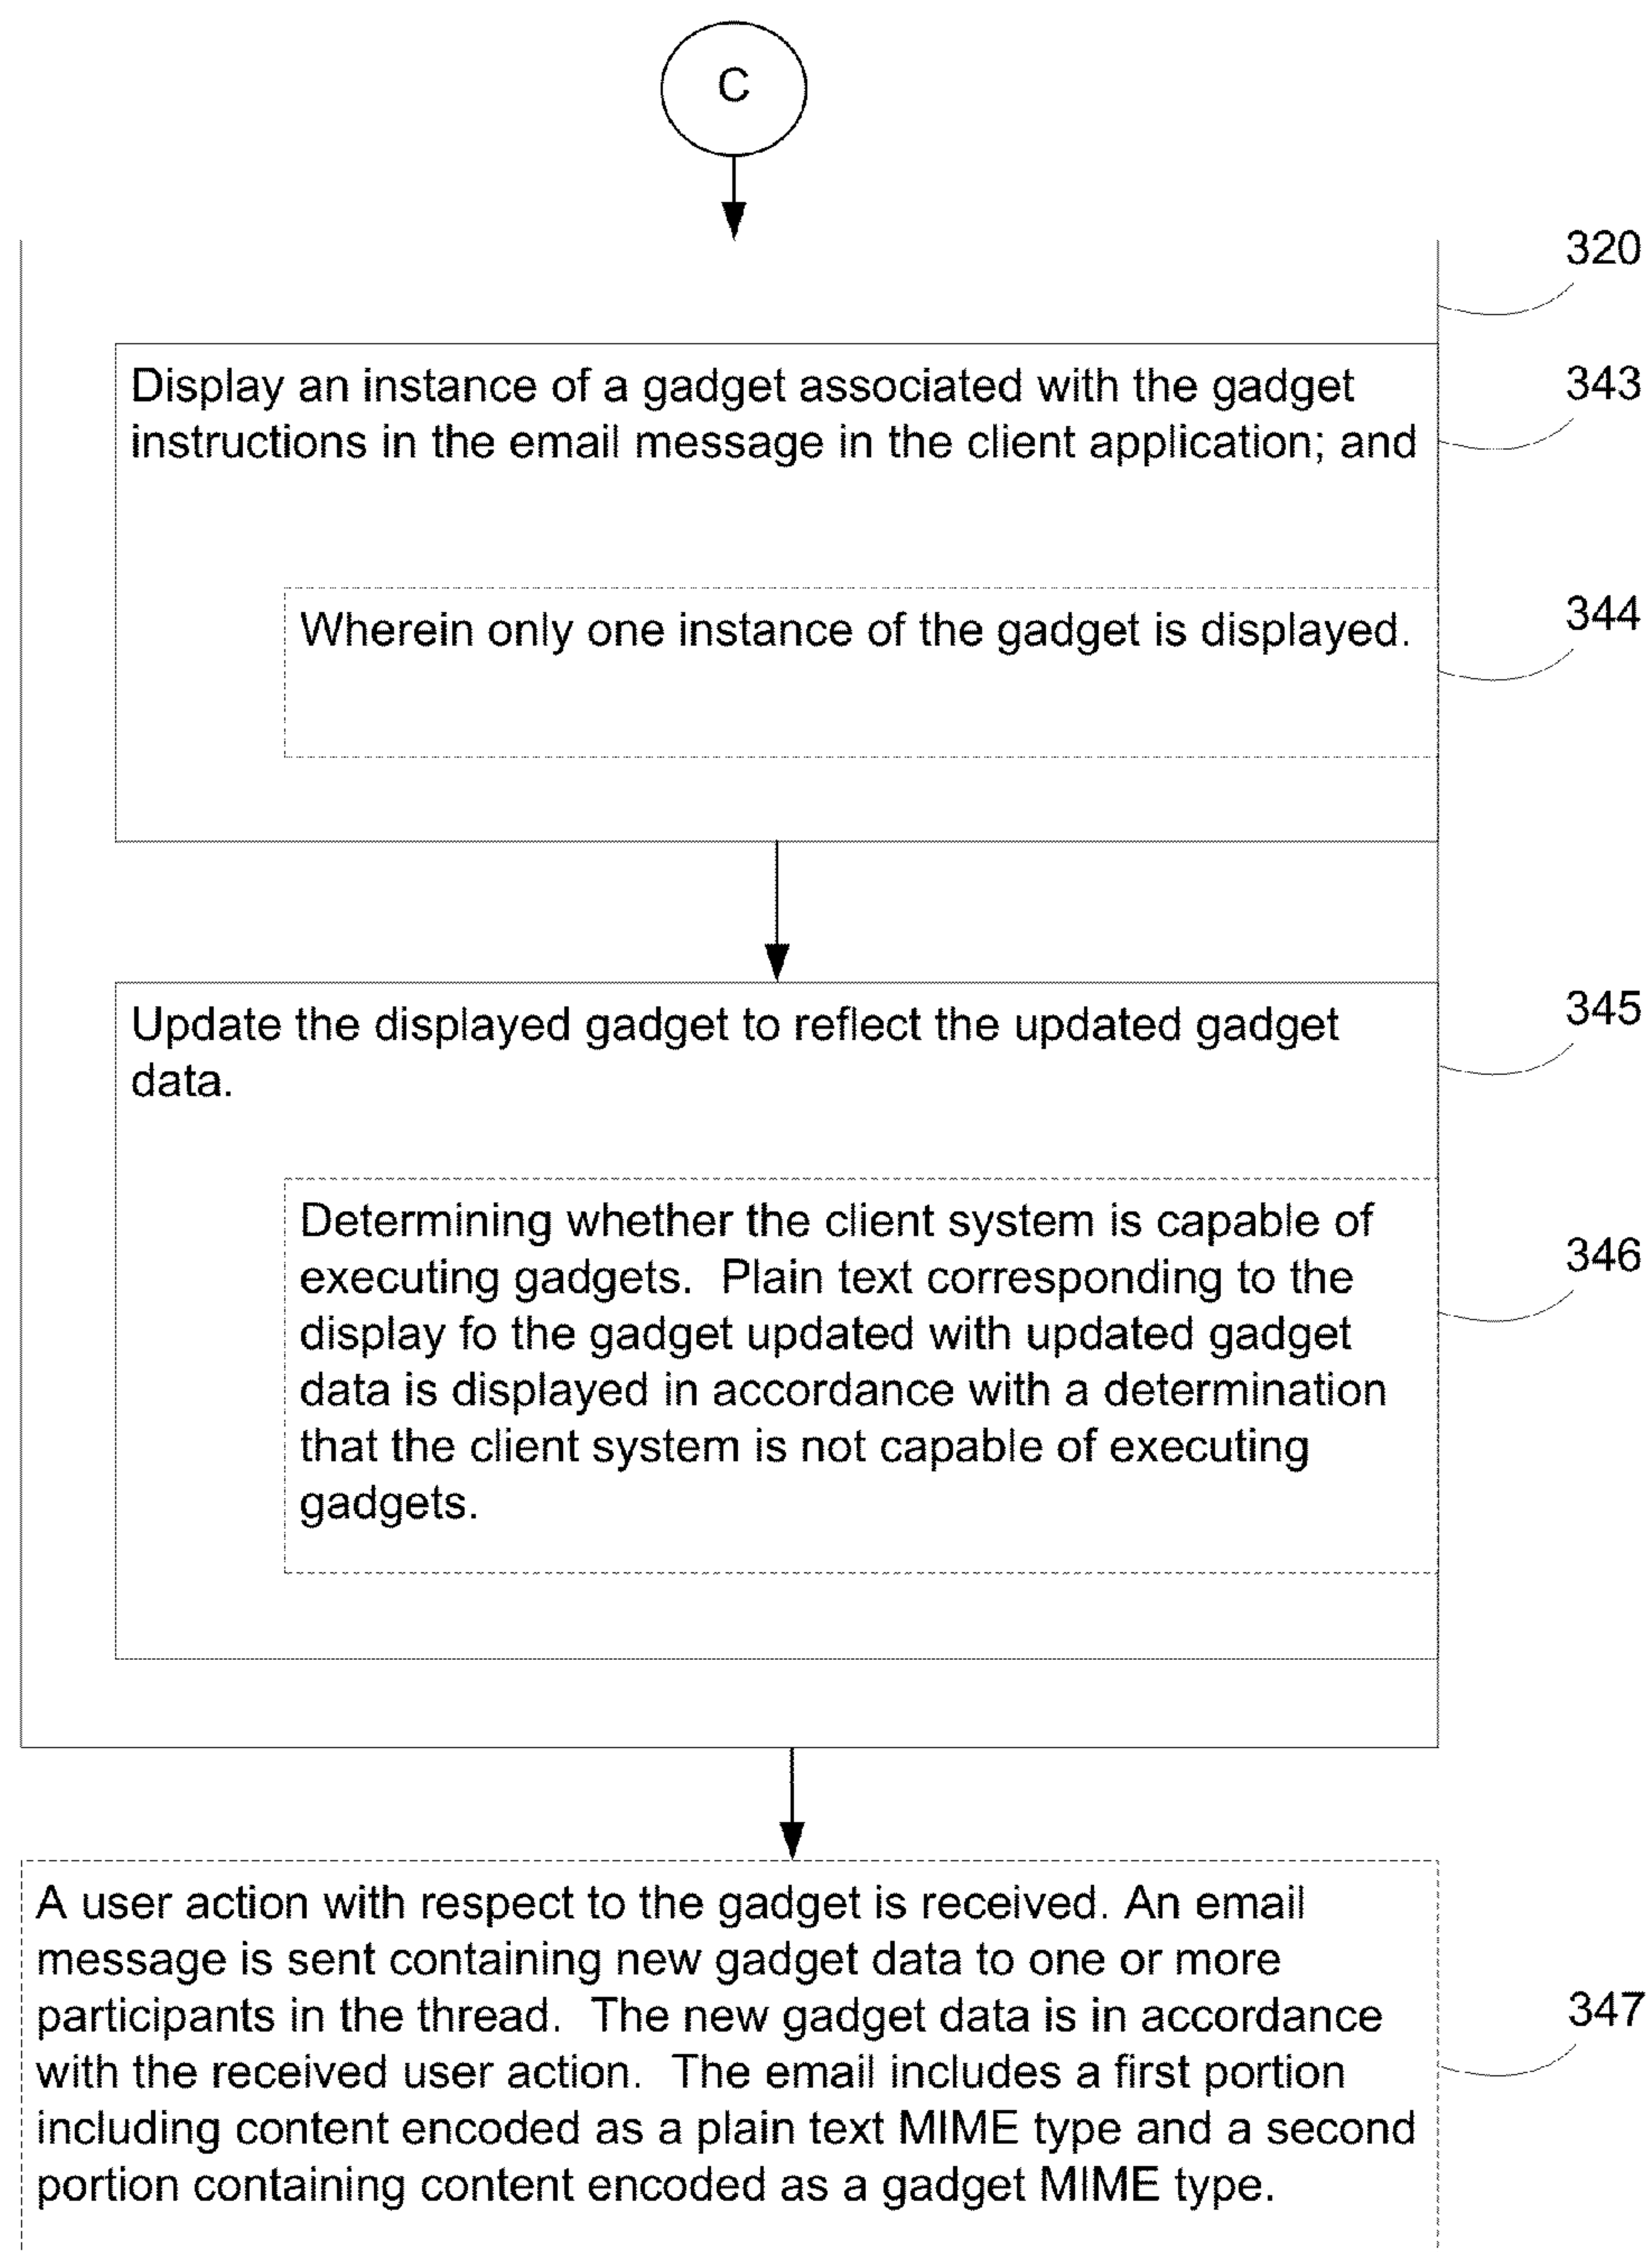 C
320
Display an instance of a gadget associated with the gadget
instructions in the email message in the client application; and
343
Wherein only one instance of the gadget is displayed.
344
Update the displayed gadget to reflect the updated gadget
data.
345
Determining whether the client system is capable of
executing gadgets.  Plain text corresponding to the
display fo the gadget updated with updated gadget
data is displayed in accordance with a determination
that the client system is not capable of executing
gadgets.
346
A user action with respect to the gadget is received. An email
message is sent containing new gadget data to one or more
participants in the thread.  The new gadget data is in accordance
with the received user action.  The email includes a first portion
including content encoded as a plain text MIME type and a second
portion containing content encoded as a gadget MIME type.
347